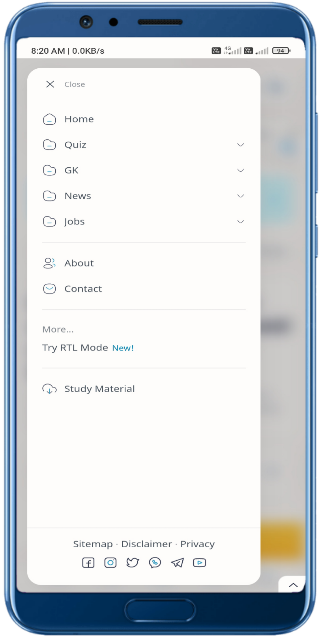 8:20 AM | 0.0KB/s
94
Close
Home
Quiz
GK
News
Jobs
About
Contact
More...
Try RTL Mode New!
Study Material
Sitemap · Disclaimer · Privacy